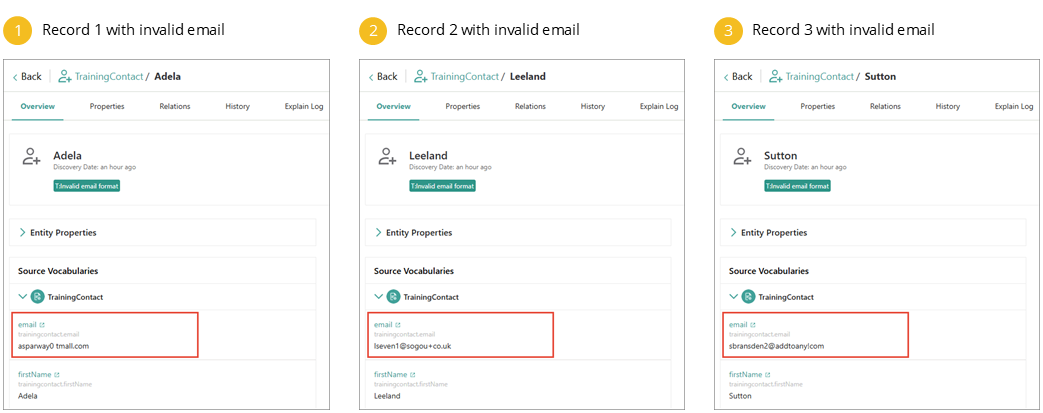 1 Record 1 with invalid email
Back TrainingContact / Adela
Overview Properties Relations History Explain Log
Adela
Discovery Date: an hour ago
T:Invalid email format
Entity Properties
Source Vocabularies
TrainingContact
email
trainingcontact.email
asparway0 tmall.com
firstName
trainingcontact.firstName
Adela
2 Record 2 with invalid email
Back TrainingContact / Leeland
Overview Properties Relations History Explain Log
Leeland
Discovery Date: an hour ago
T:Invalid email format
Entity Properties
Source Vocabularies
TrainingContact
email
trainingcontact.email
lseven1@sogou+co.uk
firstName
trainingcontact.firstName
Leeland
3 Record 3 with invalid email
Back TrainingContact / Sutton
Overview Properties Relations History Explain Log
Sutton
Discovery Date: an hour ago
T:Invalid email format
Entity Properties
Source Vocabularies
TrainingContact
email
trainingcontact.email
sbransden2@addtoany!com
firstName
trainingcontact.firstName
Sutton